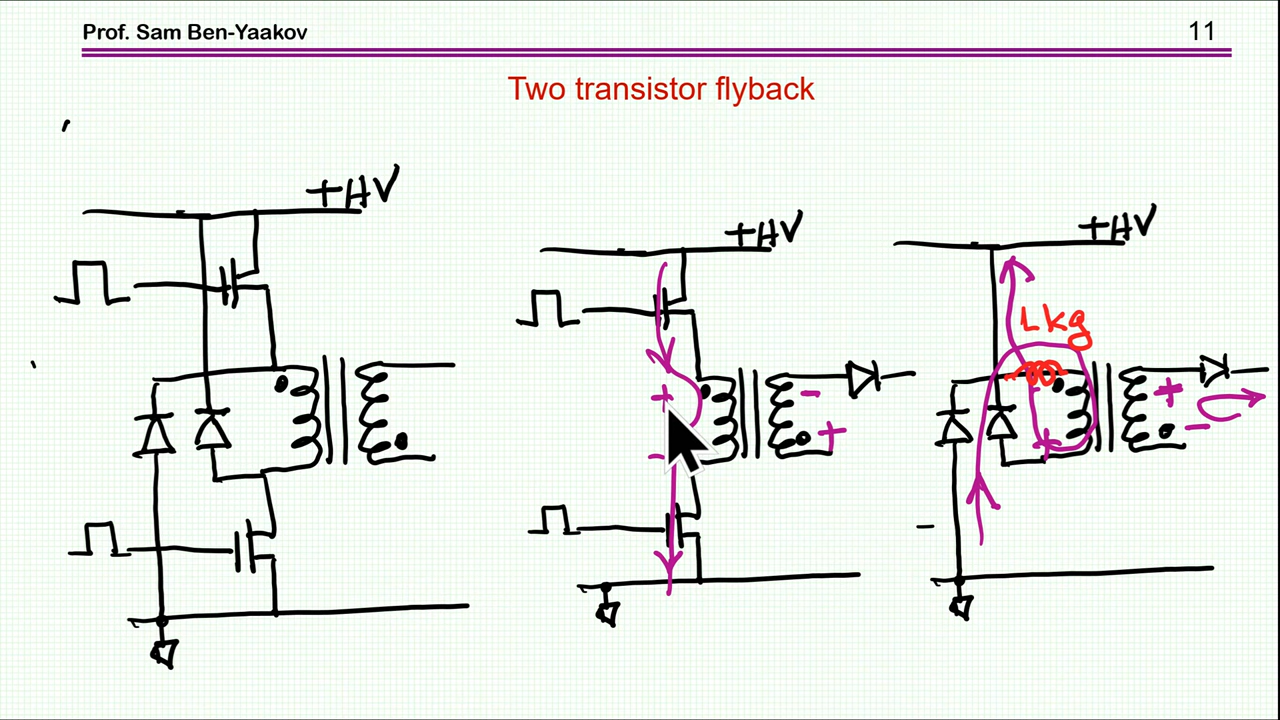 Prof. Sam Ben-Yaakov
11
Two transistor flyback
+HV
+HV
+HV
Lkg
+
-
-
+
-
+
+
-